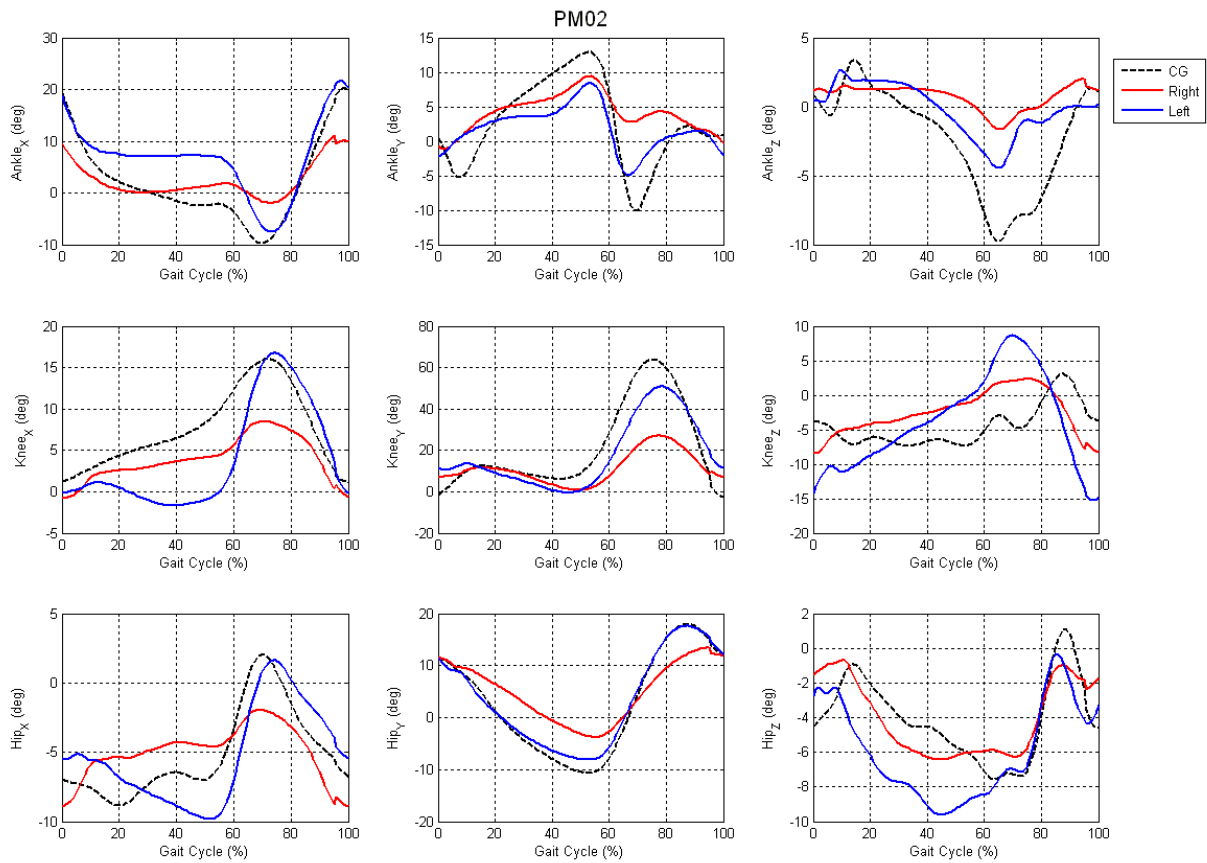 PM02
30
20
10
0
-10
Ankle_X (deg)
0 20 40 60 80 100
Gait Cycle (%)
15
10
5
0
-5
-10
-15
Ankle_Y (deg)
0 20 40 60 80 100
Gait Cycle (%)
5
0
-5
-10
Ankle_Z (deg)
0 20 40 60 80 100
Gait Cycle (%)
CG
Right
Left
20
15
10
5
0
-5
Knee_X (deg)
0 20 40 60 80 100
Gait Cycle (%)
80
60
40
20
0
-20
Knee_Y (deg)
0 20 40 60 80 100
Gait Cycle (%)
10
5
0
-5
-10
-15
-20
Knee_Z (deg)
0 20 40 60 80 100
Gait Cycle (%)
5
0
-5
-10
Hip_X (deg)
0 20 40 60 80 100
Gait Cycle (%)
20
10
0
-10
-20
Hip_Y (deg)
0 20 40 60 80 100
Gait Cycle (%)
2
0
-2
-4
-6
-8
-10
Hip_Z (deg)
0 20 40 60 80 100
Gait Cycle (%)